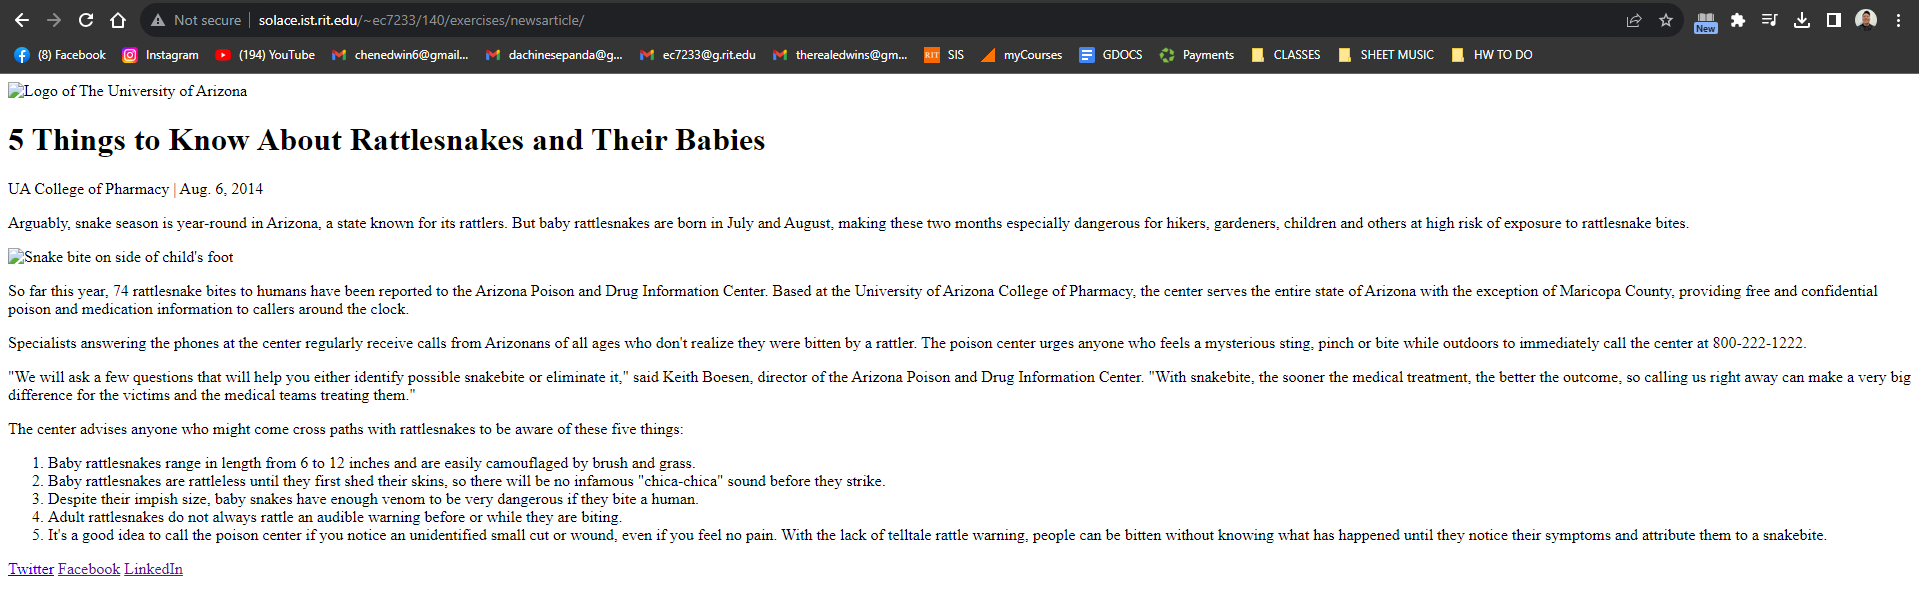 Not secure | solace.ist.rit.edu/~ec7233/140/exercises/newsarticle/
New
(8) Facebook Instagram (194) YouTube chenedwin6@gmail... dachinesepanda@g... ec7233@g.rit.edu therealedwins@gm... RIT SIS myCourses GDOCS Payments CLASSES SHEET MUSIC HW TO DO
Logo of The University of Arizona
5 Things to Know About Rattlesnakes and Their Babies
UA College of Pharmacy | Aug. 6, 2014
Arguably, snake season is year-round in Arizona, a state known for its rattlers. But baby rattlesnakes are born in July and August, making these two months especially dangerous for hikers, gardeners, children and others at high risk of exposure to rattlesnake bites.
Snake bite on side of child's foot
So far this year, 74 rattlesnake bites to humans have been reported to the Arizona Poison and Drug Information Center. Based at the University of Arizona College of Pharmacy, the center serves the entire state of Arizona with the exception of Maricopa County, providing free and confidential
poison and medication information to callers around the clock.
Specialists answering the phones at the center regularly receive calls from Arizonans of all ages who don't realize they were bitten by a rattler. The poison center urges anyone who feels a mysterious sting, pinch or bite while outdoors to immediately call the center at 800-222-1222.
"We will ask a few questions that will help you either identify possible snakebite or eliminate it," said Keith Boesen, director of the Arizona Poison and Drug Information Center. "With snakebite, the sooner the medical treatment, the better the outcome, so calling us right away can make a very big
difference for the victims and the medical teams treating them."
The center advises anyone who might come cross paths with rattlesnakes to be aware of these five things:
1. Baby rattlesnakes range in length from 6 to 12 inches and are easily camouflaged by brush and grass.
2. Baby rattlesnakes are rattleless until they first shed their skins, so there will be no infamous "chica-chica" sound before they strike.
3. Despite their impish size, baby snakes have enough venom to be very dangerous if they bite a human.
4. Adult rattlesnakes do not always rattle an audible warning before or while they are biting.
5. It's a good idea to call the poison center if you notice an unidentified small cut or wound, even if you feel no pain. With the lack of telltale rattle warning, people can be bitten without knowing what has happened until they notice their symptoms and attribute them to a snakebite.
Twitter Facebook LinkedIn